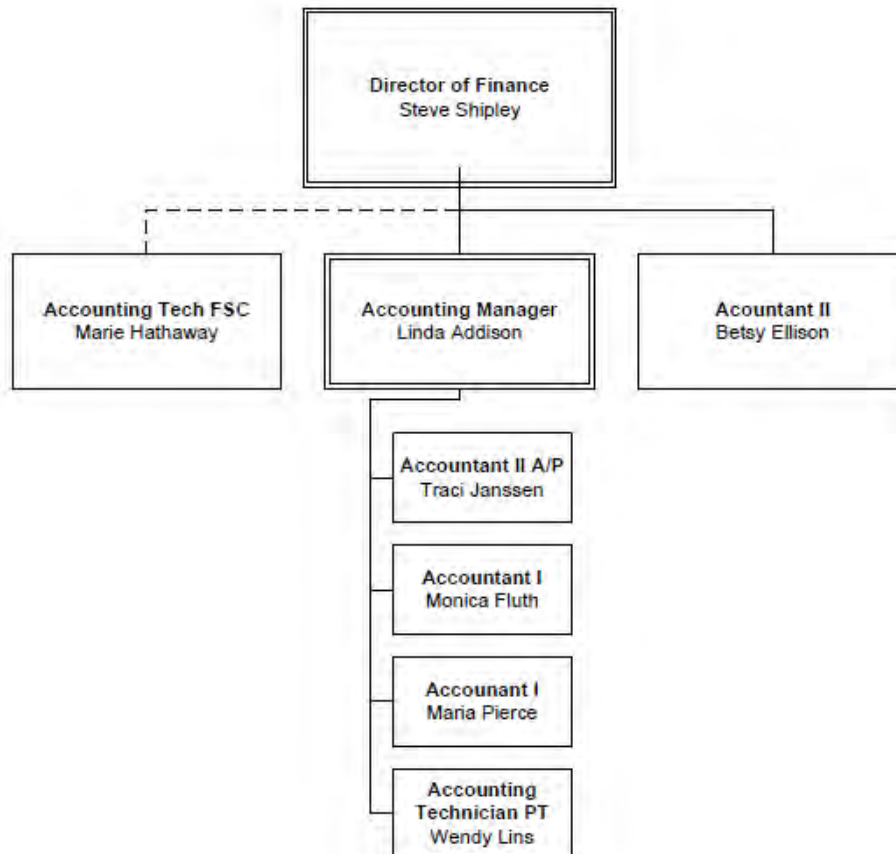 Director of Finance
Steve Shipley
Accounting Tech FSC
Marie Hathaway
Accounting Manager
Linda Addison
Acountant II
Betsy Ellison
Accountant II A/P
Traci Janssen
Accountant I
Monica Fluth
Accounant I
Maria Pierce
Accounting
Technician PT
Wendy Lins